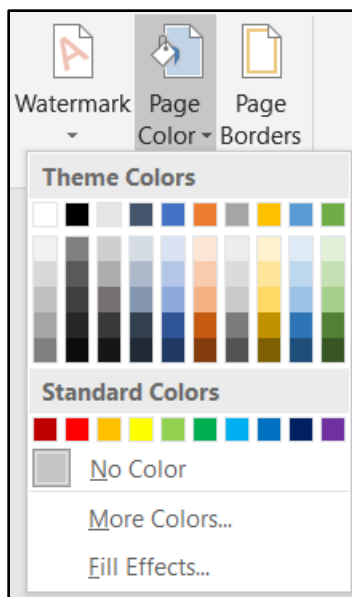 Watermark Page Page
Color Borders
Theme Colors
Standard Colors
No Color
More Colors...
Fill Effects...